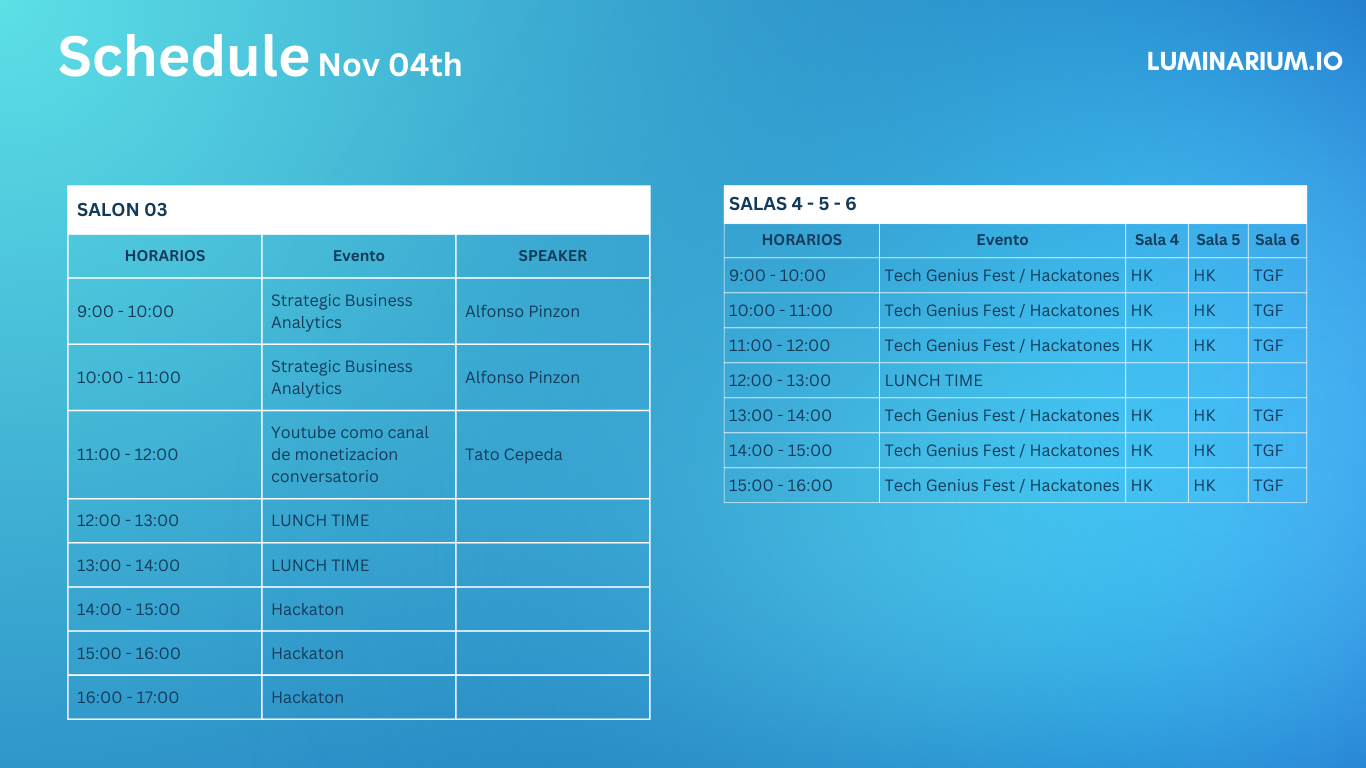 Schedule Nov 04th
LUMINARIUM.IO
SALON 03
HORARIOS Evento SPEAKER
9:00 - 10:00 Strategic Business
Analytics Alfonso Pinzon
10:00 - 11:00 Strategic Business
Analytics Alfonso Pinzon
11:00 - 12:00 Youtube como canal
de monetizacion
conversatorio Tato Cepeda
12:00 - 13:00 LUNCH TIME
13:00 - 14:00 LUNCH TIME
14:00 - 15:00 Hackaton
15:00 - 16:00 Hackaton
16:00 - 17:00 Hackaton
SALAS 4 - 5 - 6
HORARIOS Evento Sala 4 Sala 5 Sala 6
9:00 - 10:00 Tech Genius Fest / Hackatones HK HK TGF
10:00 - 11:00 Tech Genius Fest / Hackatones HK HK TGF
11:00 - 12:00 Tech Genius Fest / Hackatones HK HK TGF
12:00 - 13:00 LUNCH TIME
13:00 - 14:00 Tech Genius Fest / Hackatones HK HK TGF
14:00 - 15:00 Tech Genius Fest / Hackatones HK HK TGF
15:00 - 16:00 Tech Genius Fest / Hackatones HK HK TGF